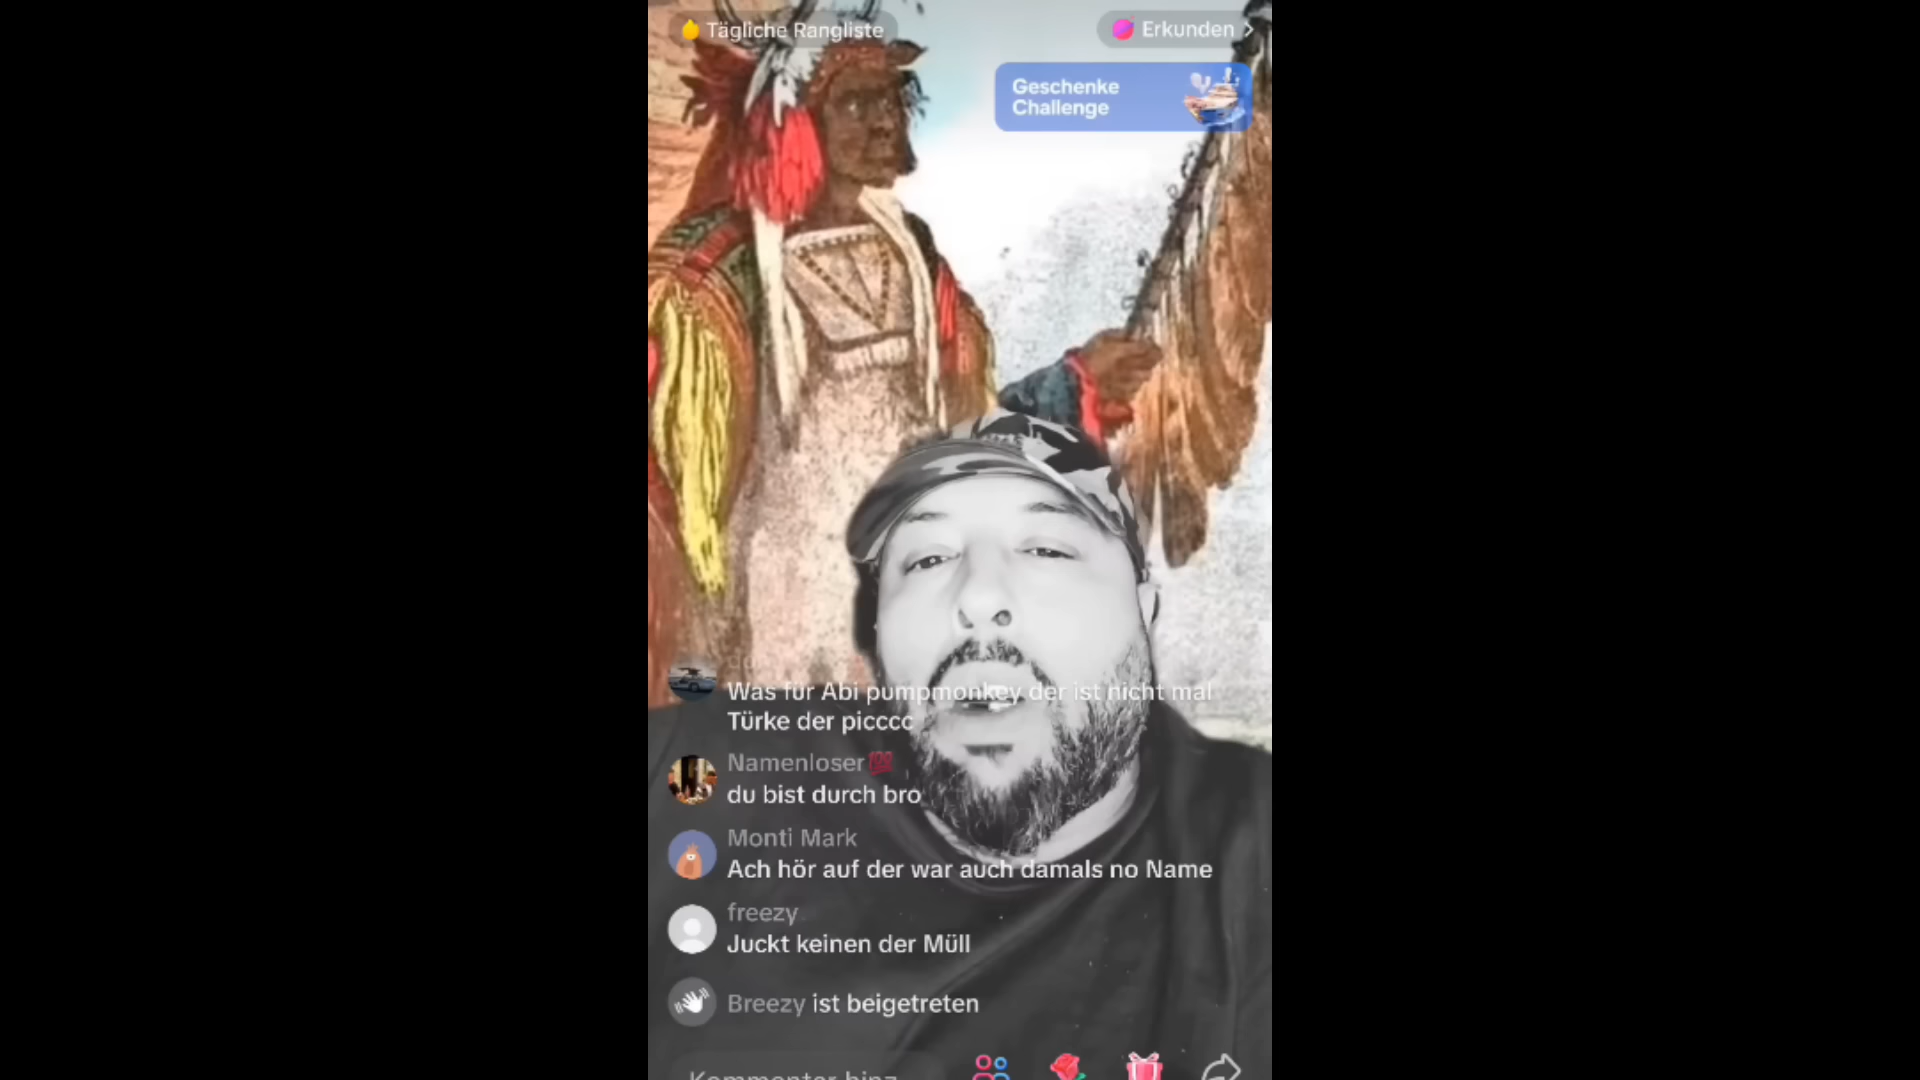 Tägliche Rangliste
Erkunden
Geschenke
Challenge
Was für Abi pumpmonkey der ist nicht mal
Türke der picccc
Namenloser💯
du bist durch bro
Monti Mark
Ach hör auf der war auch damals no Name
freezy
Juckt keinen der Müll
Breezy ist beigetreten